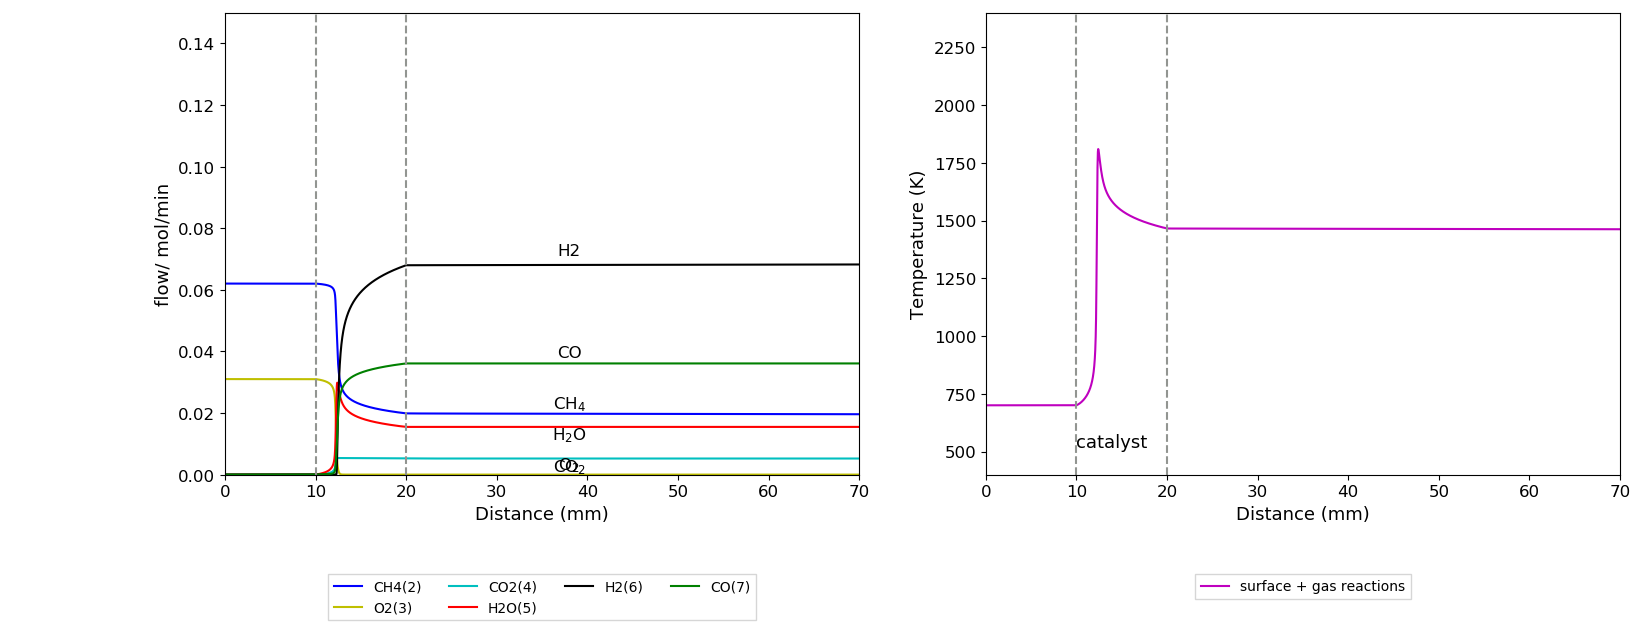 0.14
0.12
0.10
0.08
0.06
0.04
0.02
0.00
flow/ mol/min
H2
CO
CH₄
H₂O
O₂
CO₂
0 10 20 30 40 50 60 70
Distance (mm)
CH4(2) CO2(4) H2(6) CO(7)
O2(3) H2O(5)
2250
2000
1750
1500
1250
1000
750
500
Temperature (K)
catalyst
0 10 20 30 40 50 60 70
Distance (mm)
surface + gas reactions